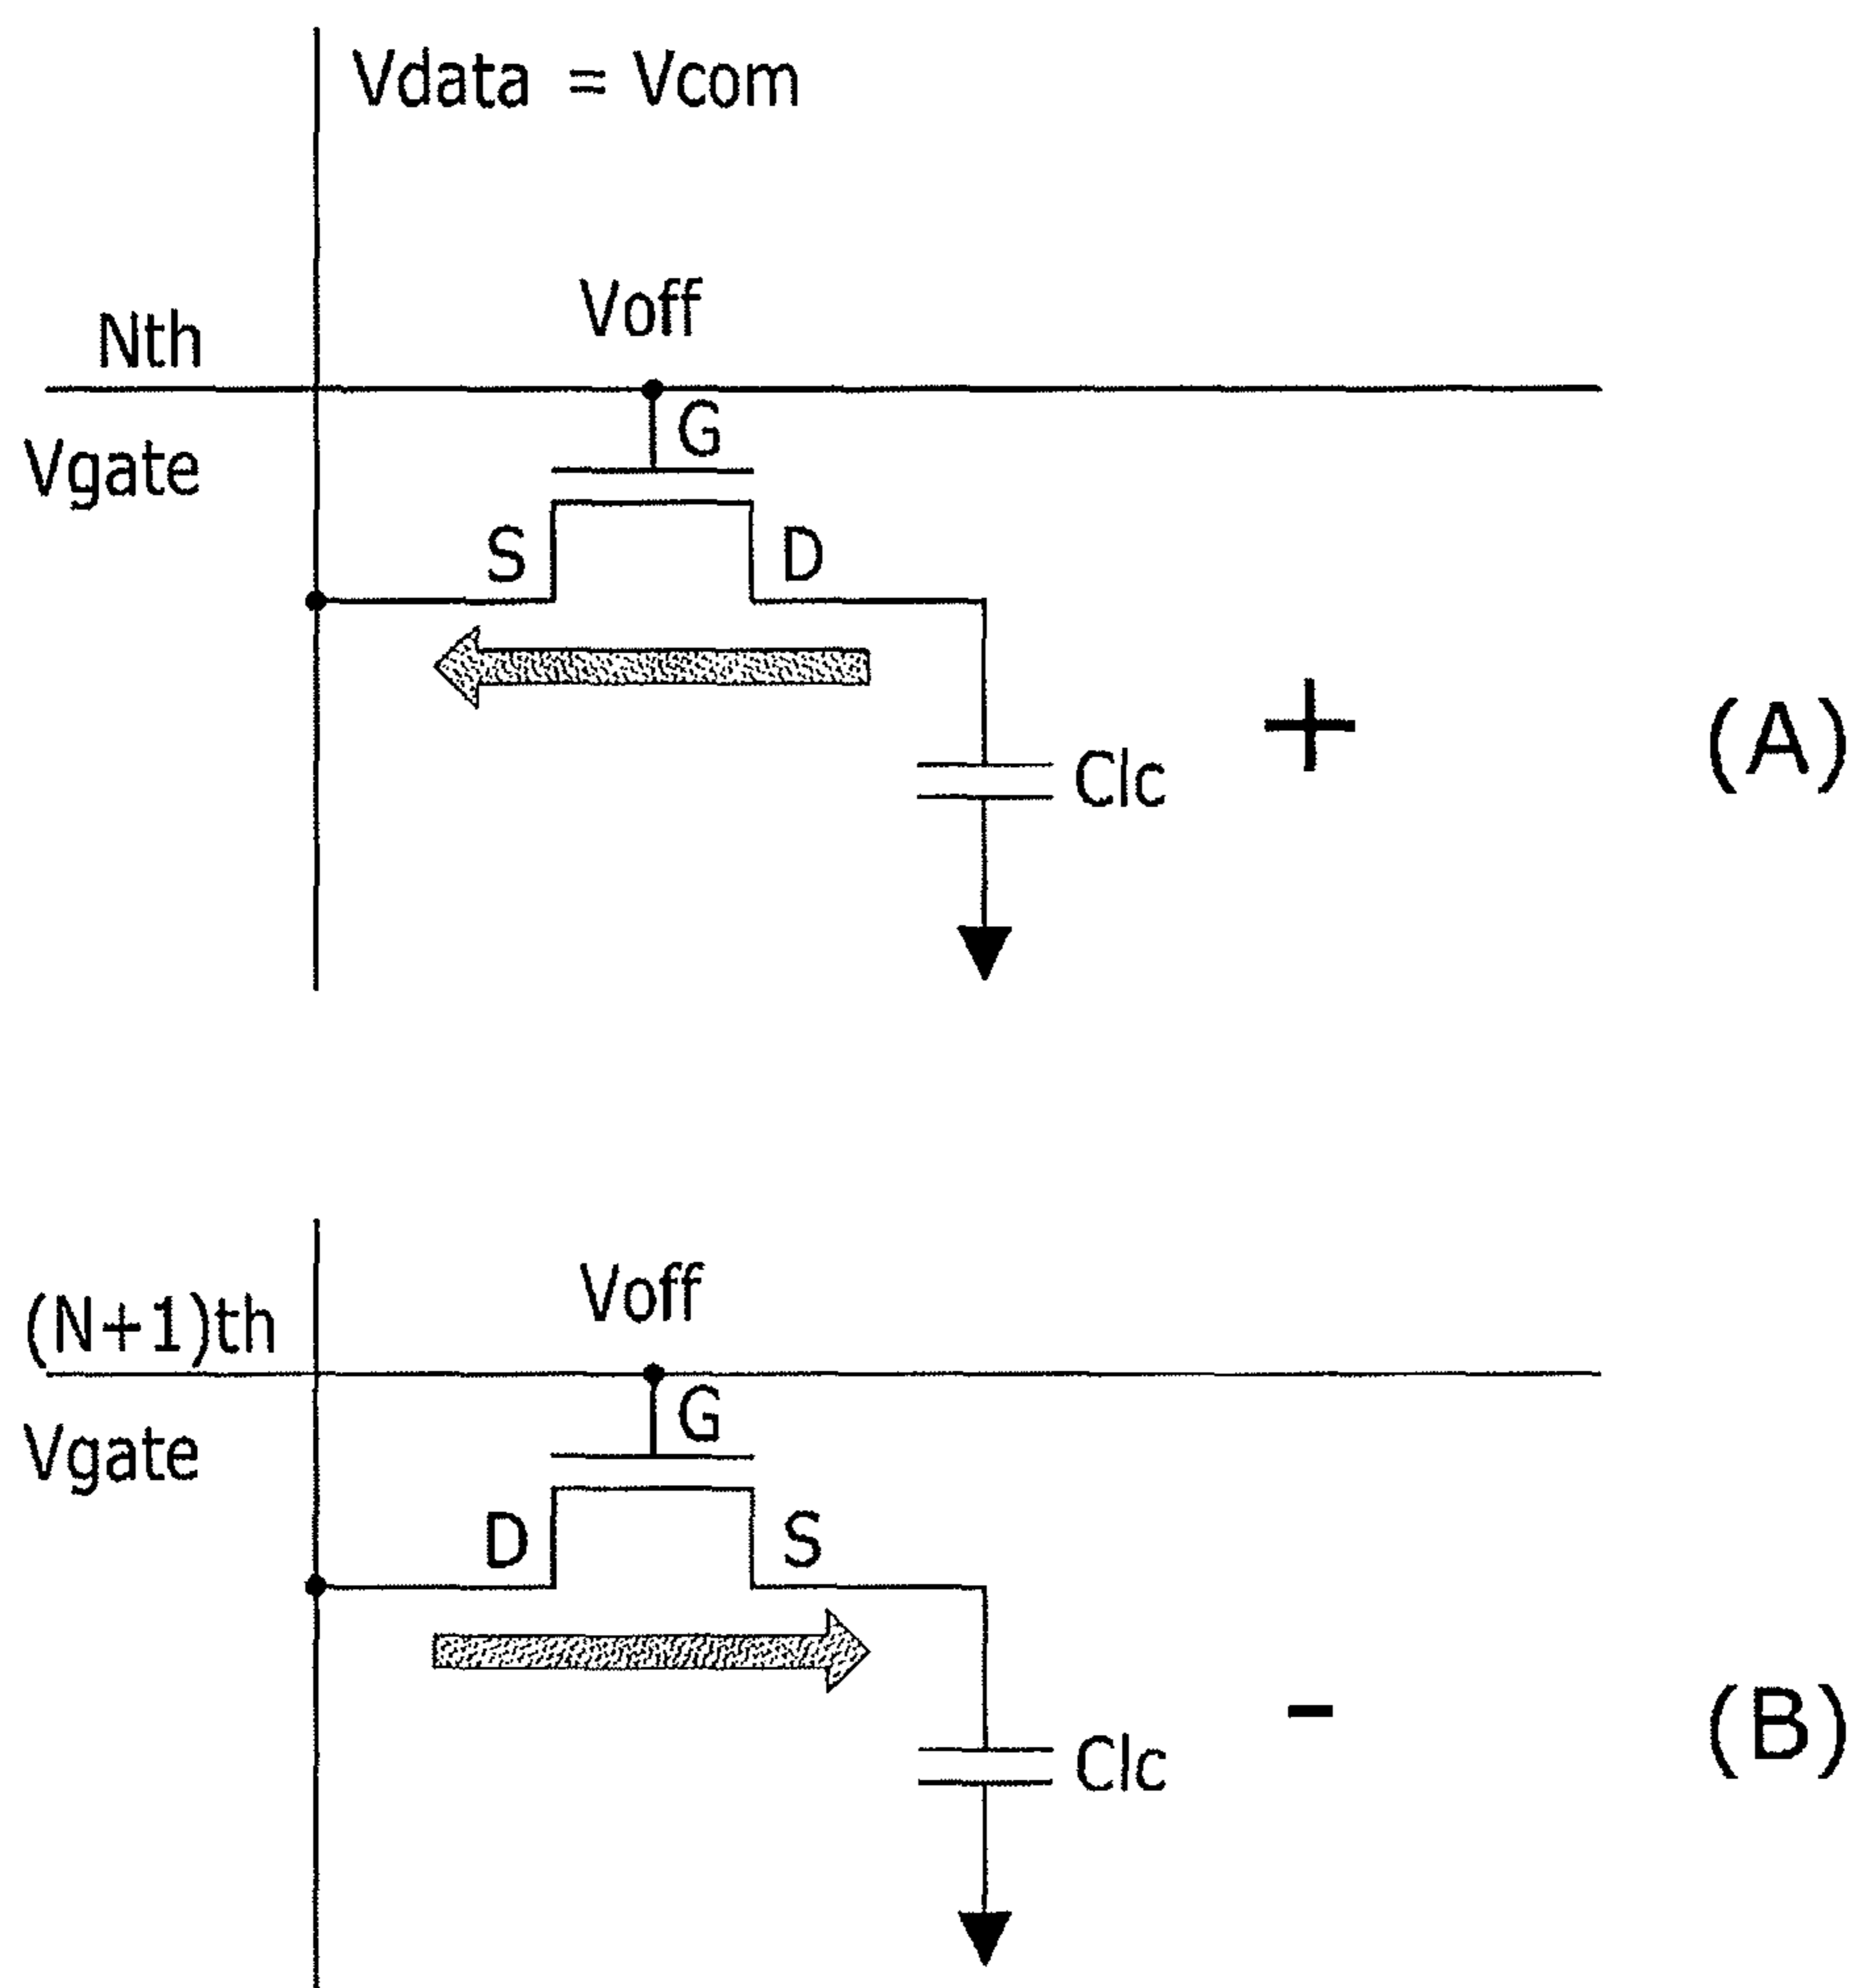 Vdata = Vcom
Voff
Nth
Vgate
G
S
D
+
(A)
Clc
Voff
(N+1)th
Vgate
G
D
S
-
(B)
Clc